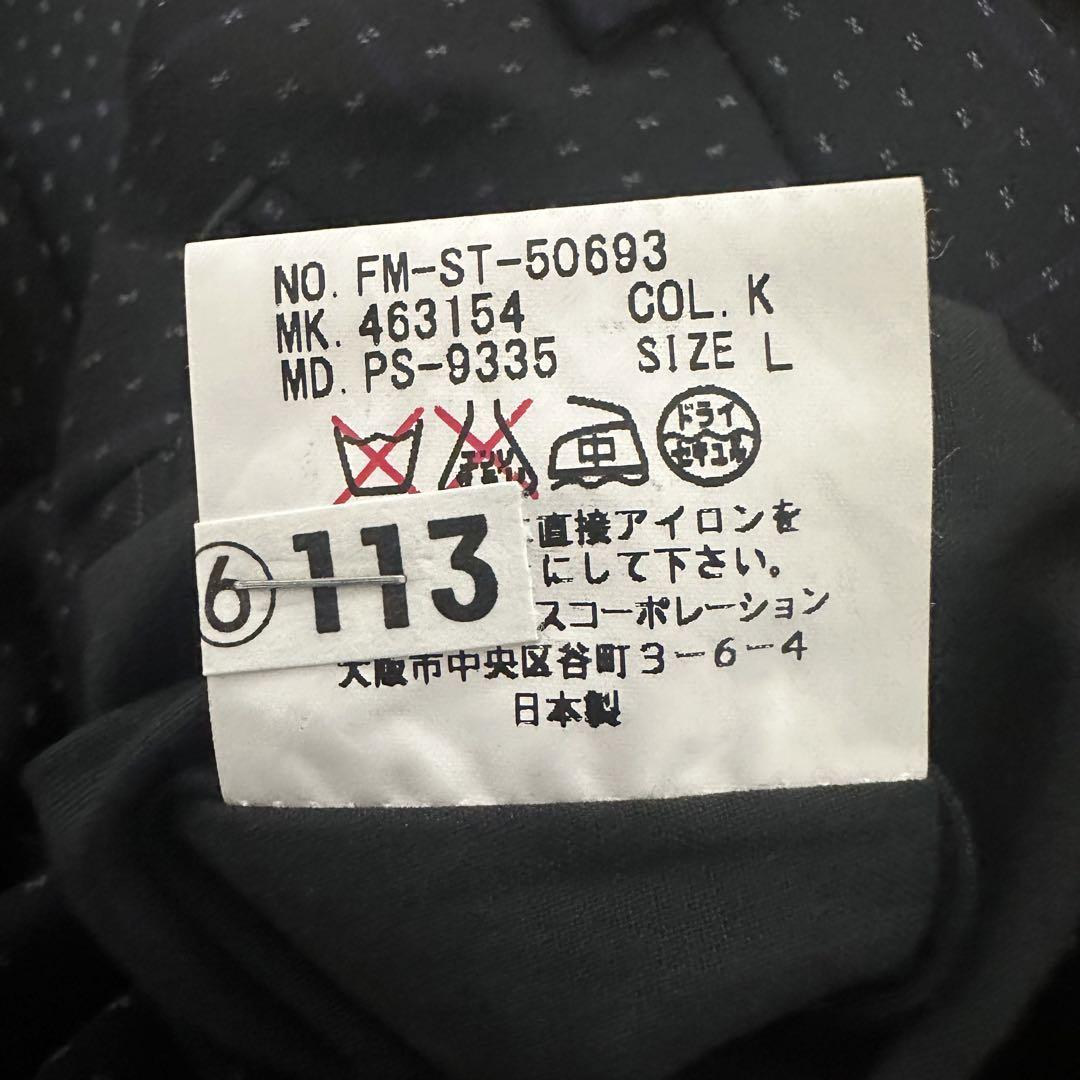 NO. FM-ST-50693
MK. 463154 COL. K
MD. PS-9335 SIZE L
中 ドライ
セキユ系
⑥113
直接アイロンを
にして下さい。
スコーポレーション
大阪市中央区谷町3-6-4
日本製